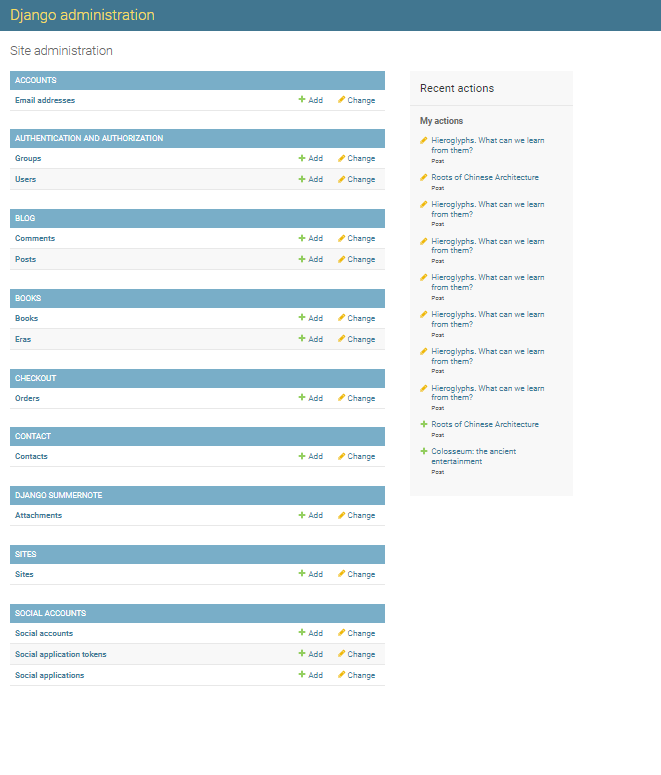 Django administration
Site administration
ACCOUNTS
Email addresses Add Change
AUTHENTICATION AND AUTHORIZATION
Groups Add Change
Users Add Change
BLOG
Comments Add Change
Posts Add Change
BOOKS
Books Add Change
Eras Add Change
CHECKOUT
Orders Add Change
CONTACT
Contacts Add Change
DJANGO SUMMERNOTE
Attachments Add Change
SITES
Sites Add Change
SOCIAL ACCOUNTS
Social accounts Add Change
Social application tokens Add Change
Social applications Add Change
Recent actions
My actions
Hieroglyphs. What can we learn
from them?
Post
Roots of Chinese Architecture
Post
Hieroglyphs. What can we learn
from them?
Post
Hieroglyphs. What can we learn
from them?
Post
Hieroglyphs. What can we learn
from them?
Post
Hieroglyphs. What can we learn
from them?
Post
Hieroglyphs. What can we learn
from them?
Post
Hieroglyphs. What can we learn
from them?
Post
Roots of Chinese Architecture
Post
Colosseum: the ancient
entertainment
Post